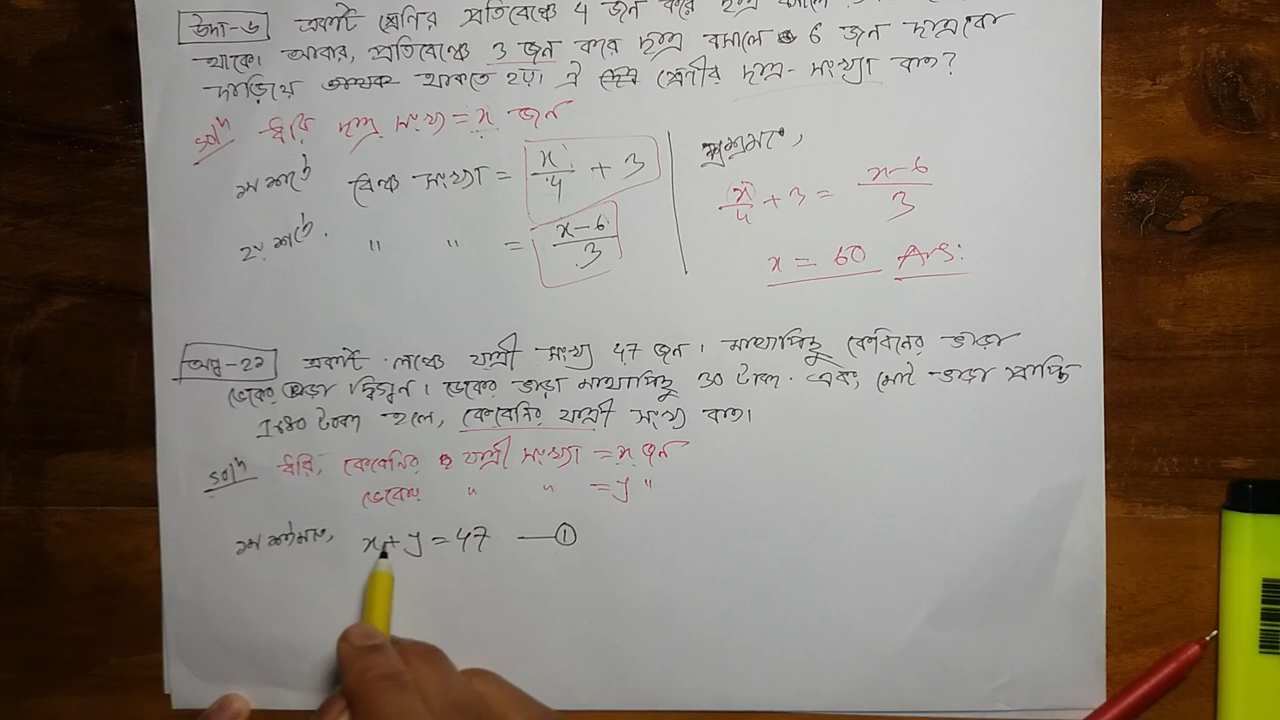 উদা-৬ একটি শ্রেণির প্রতিবেঞ্চে 4 জন করে ছাত্র বসালে
থাকে। আবার, প্রতিবেঞ্চে 3 জন করে ছাত্র বসালে 6 জন ছাত্রকে
দাঁড়িয়ে থাকতে হয়। ঐ শ্রেণীর ছাত্র-সংখ্যা কত?
solⁿ ধরি ছাত্র সংখ্যা = x জন
১ম শর্তে বেঞ্চ সংখ্যা = x/4 + 3
২য় শর্তে. " " = x-6/3
প্রশ্নমতে,
x/4 + 3 = x-6/3
x = 60 Ans:
অনু-২১ একটি লঞ্চে যাত্রী সংখ্যা 47 জন। মাথাপিছু কেবিনের ভাড়া
ডেকের ভাড়া দ্বিগুন। ডেকের ভাড়া মাথাপিছু 30 টাকা. এবং মোট ভাড়া প্রাপ্তি
1680 টাকা হলে, কেবিনের যাত্রী সংখ্যা কত।
solⁿ ধরি, কেবিনের যাত্রী সংখ্যা = x জন
ডেকের " " = y "
১ম শর্তমতে, x + y = 47 —①